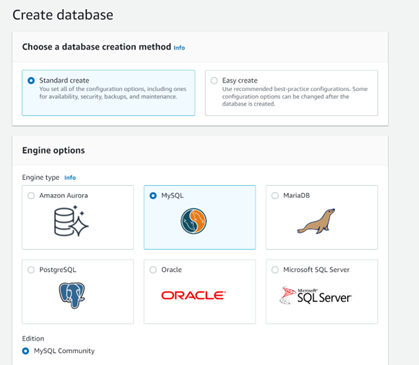 Create database
Choose a database creation method Info
Standard create
You set all of the configuration options, including ones
for availability, security, backups, and maintenance.
Easy create
Use recommended best-practice configurations. Some
configuration options can be changed after the
database is created.
Engine options
Engine type Info
Amazon Aurora
MySQL
MariaDB
PostgreSQL
Oracle
ORACLE
Microsoft SQL Server
Microsoft
SQL Server
Edition
MySQL Community